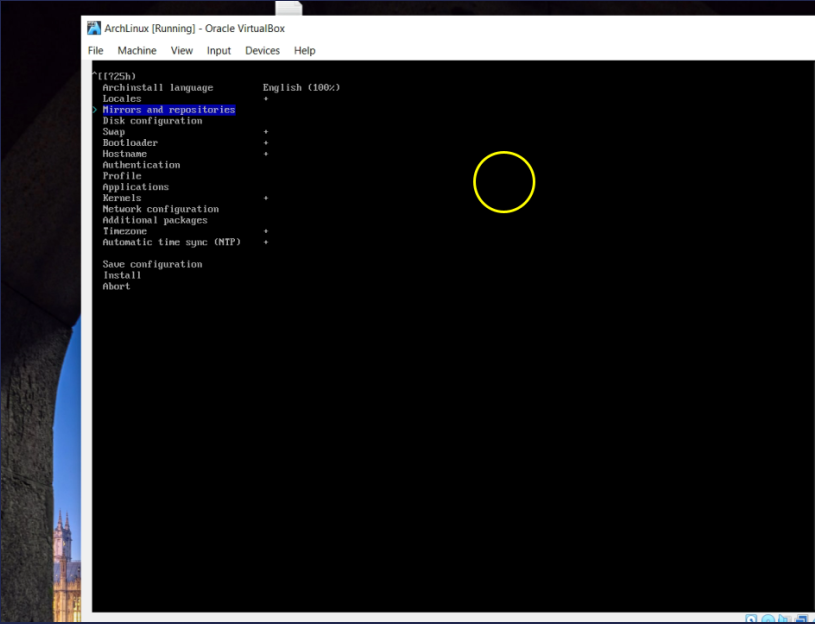 ArchLinux [Running] - Oracle VirtualBox
File Machine View Input Devices Help
^[[?25h)
Archinstall language English (100%)
Locales +
> Mirrors and repositories
Disk configuration
Swap +
Bootloader +
Hostname +
Authentication
Profile
Applications
Kernels +
Network configuration
Additional packages
Timezone +
Automatic time sync (NTP) +
Save configuration
Install
Abort